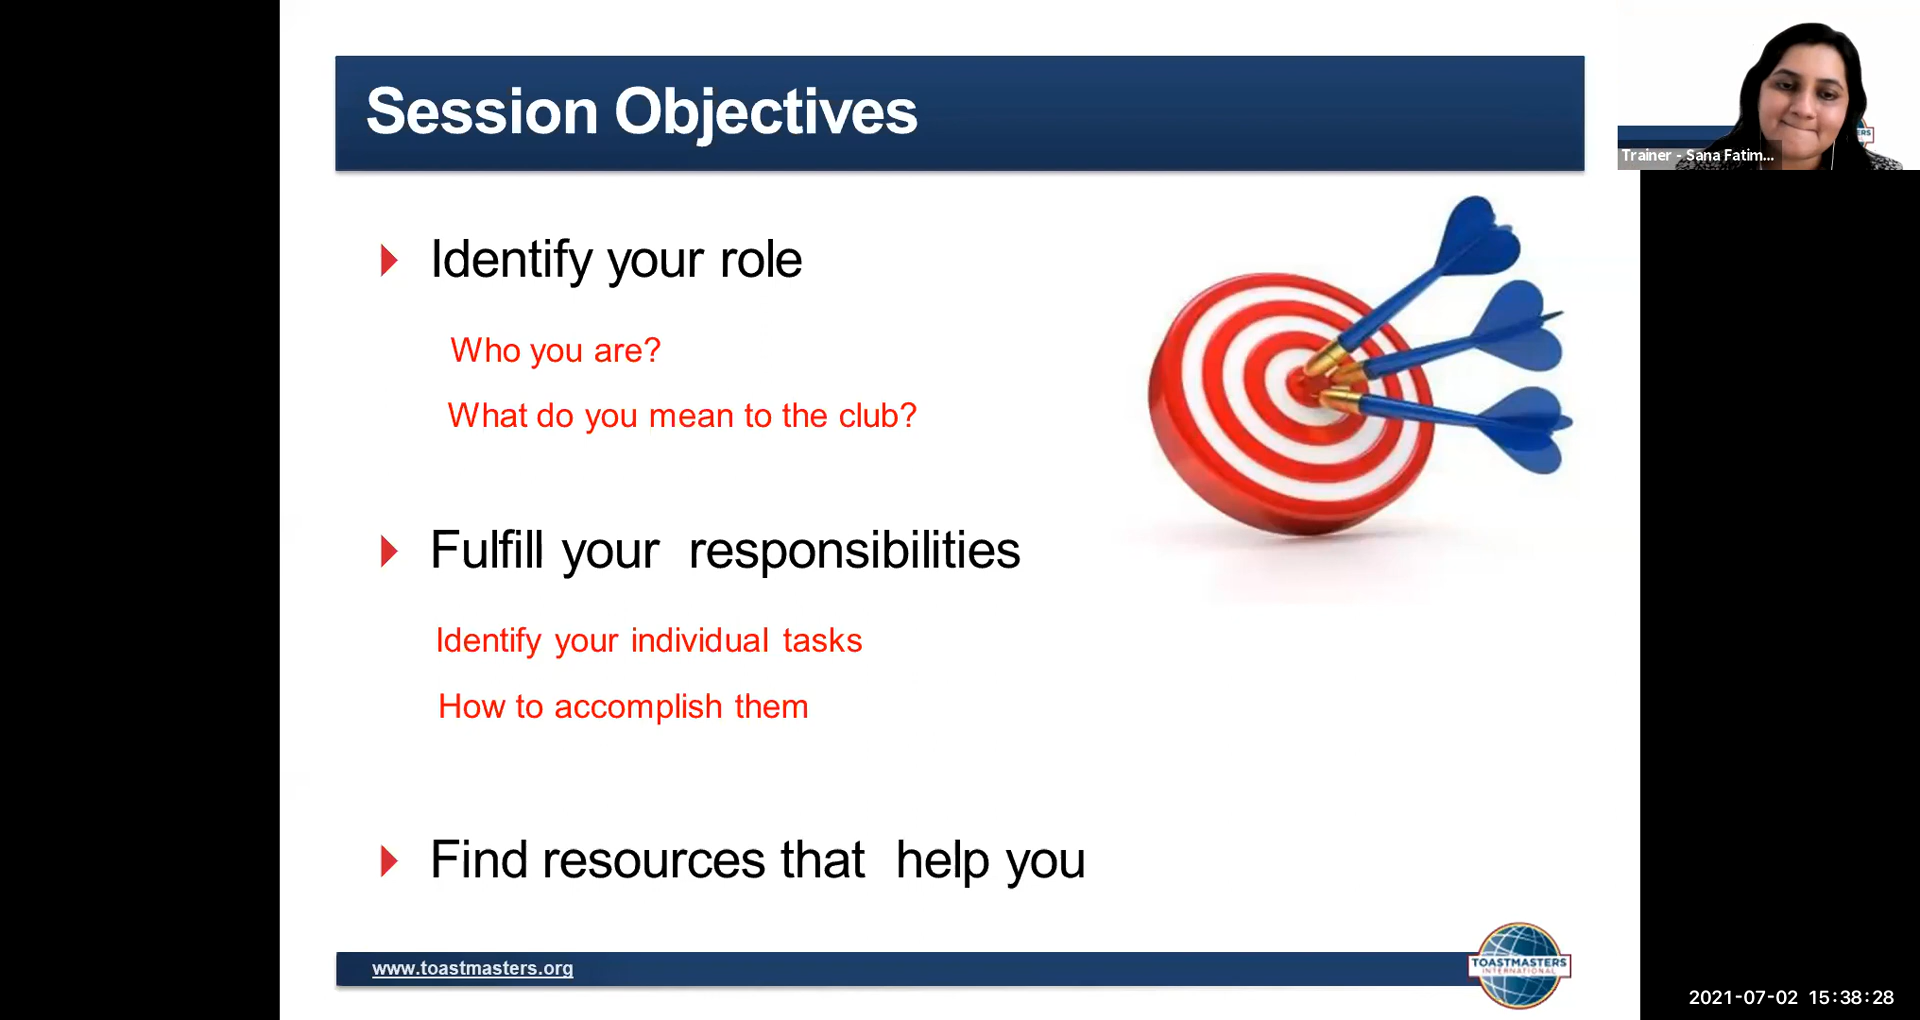 Session Objectives
Trainer - Sana Fatim...
Identify your role
Who you are?
What do you mean to the club?
Fulfill your  responsibilities
Identify your individual tasks
How to accomplish them
Find resources that  help you
www.toastmasters.org
TOASTMASTERS
INTERNATIONAL
2021-07-02 15:38:28